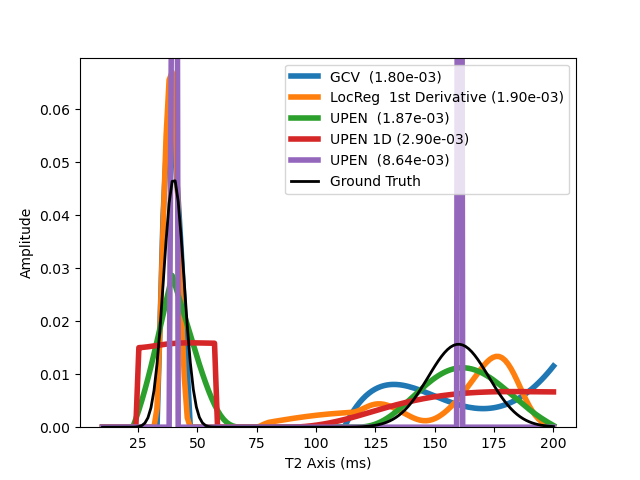 GCV (1.80e-03)
LocReg 1st Derivative (1.90e-03)
UPEN (1.87e-03)
UPEN 1D (2.90e-03)
UPEN (8.64e-03)
Ground Truth
0.06
0.05
0.04
0.03
0.02
0.01
0.00
Amplitude
25 50 75 100 125 150 175 200
T2 Axis (ms)